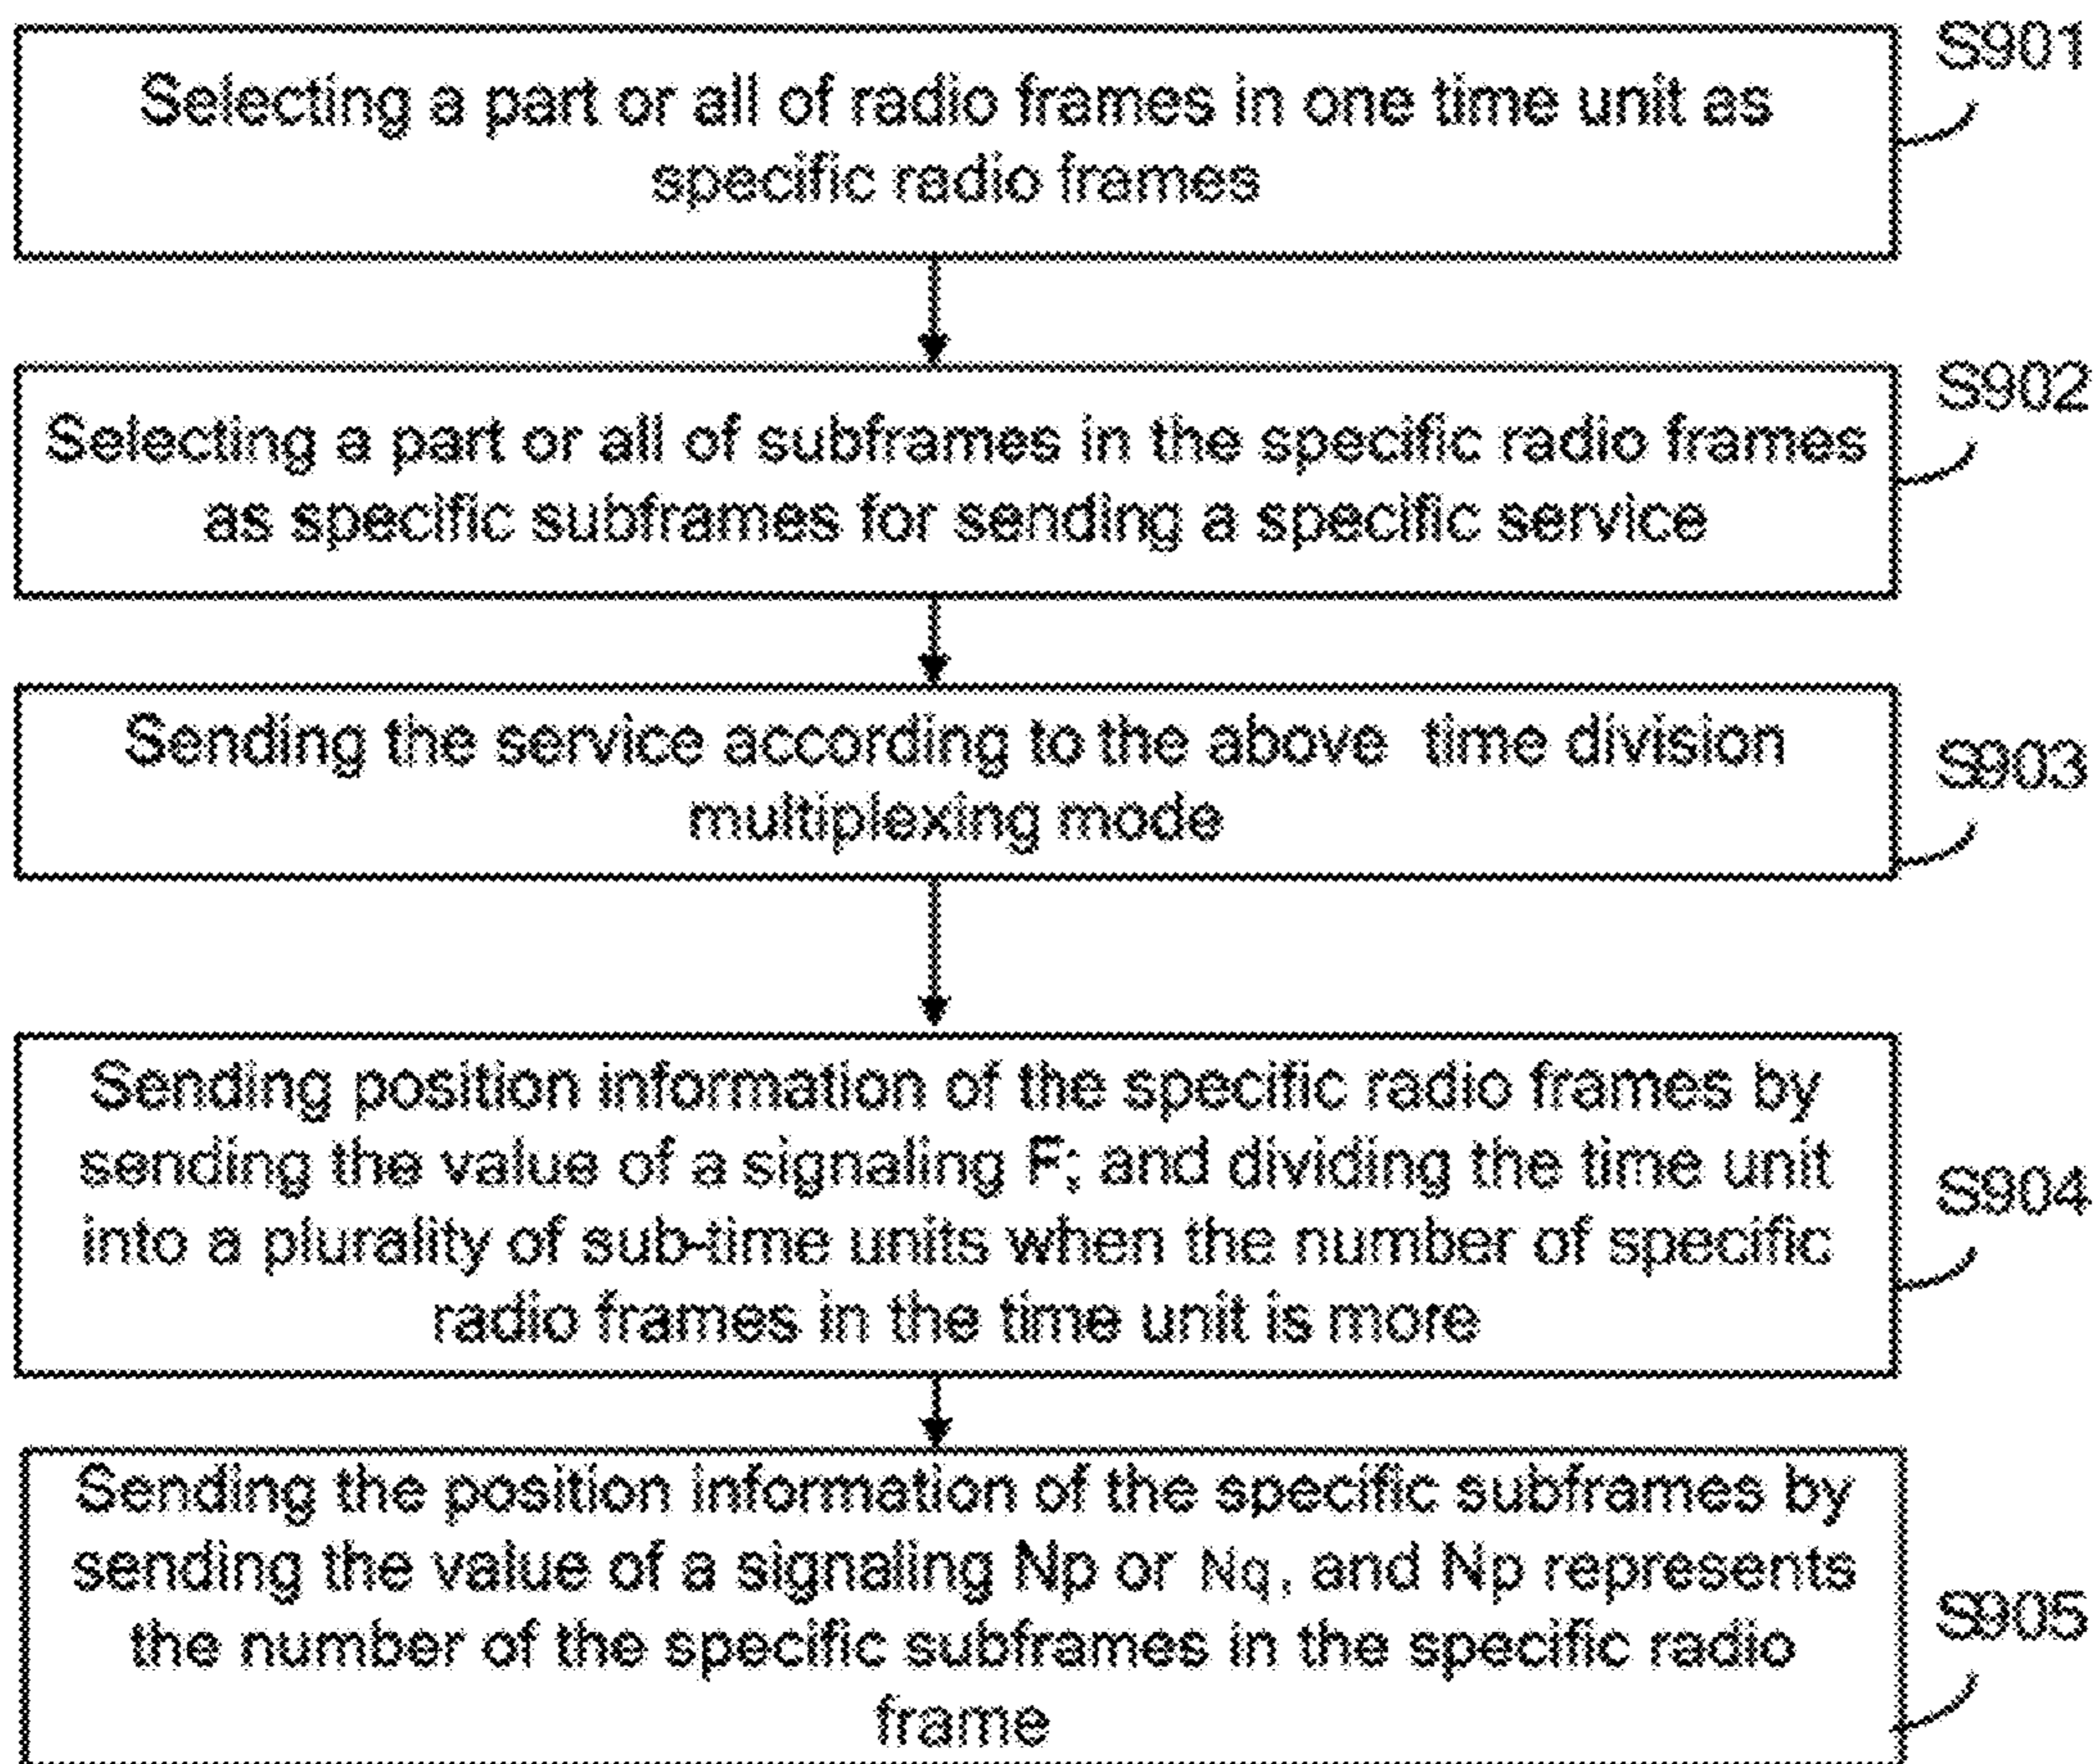 S901
Selecting a part or all of radio frames in one time unit as
specific radio frames
S902
Selecting a part or all of subframes in the specific radio frames
as specific subframes for sending a specific service
Sending the service according to the above time division
multiplexing mode
S903
Sending position information of the specific radio frames by
sending the value of a signaling F; and dividing the time unit
into a plurality of sub-time units when the number of specific
radio frames in the time unit is more
S904
Sending the position information of the specific subframes by
sending the value of a signaling Np or Nq, and Np represents
the number of the specific subframes in the specific radio
frame
S905